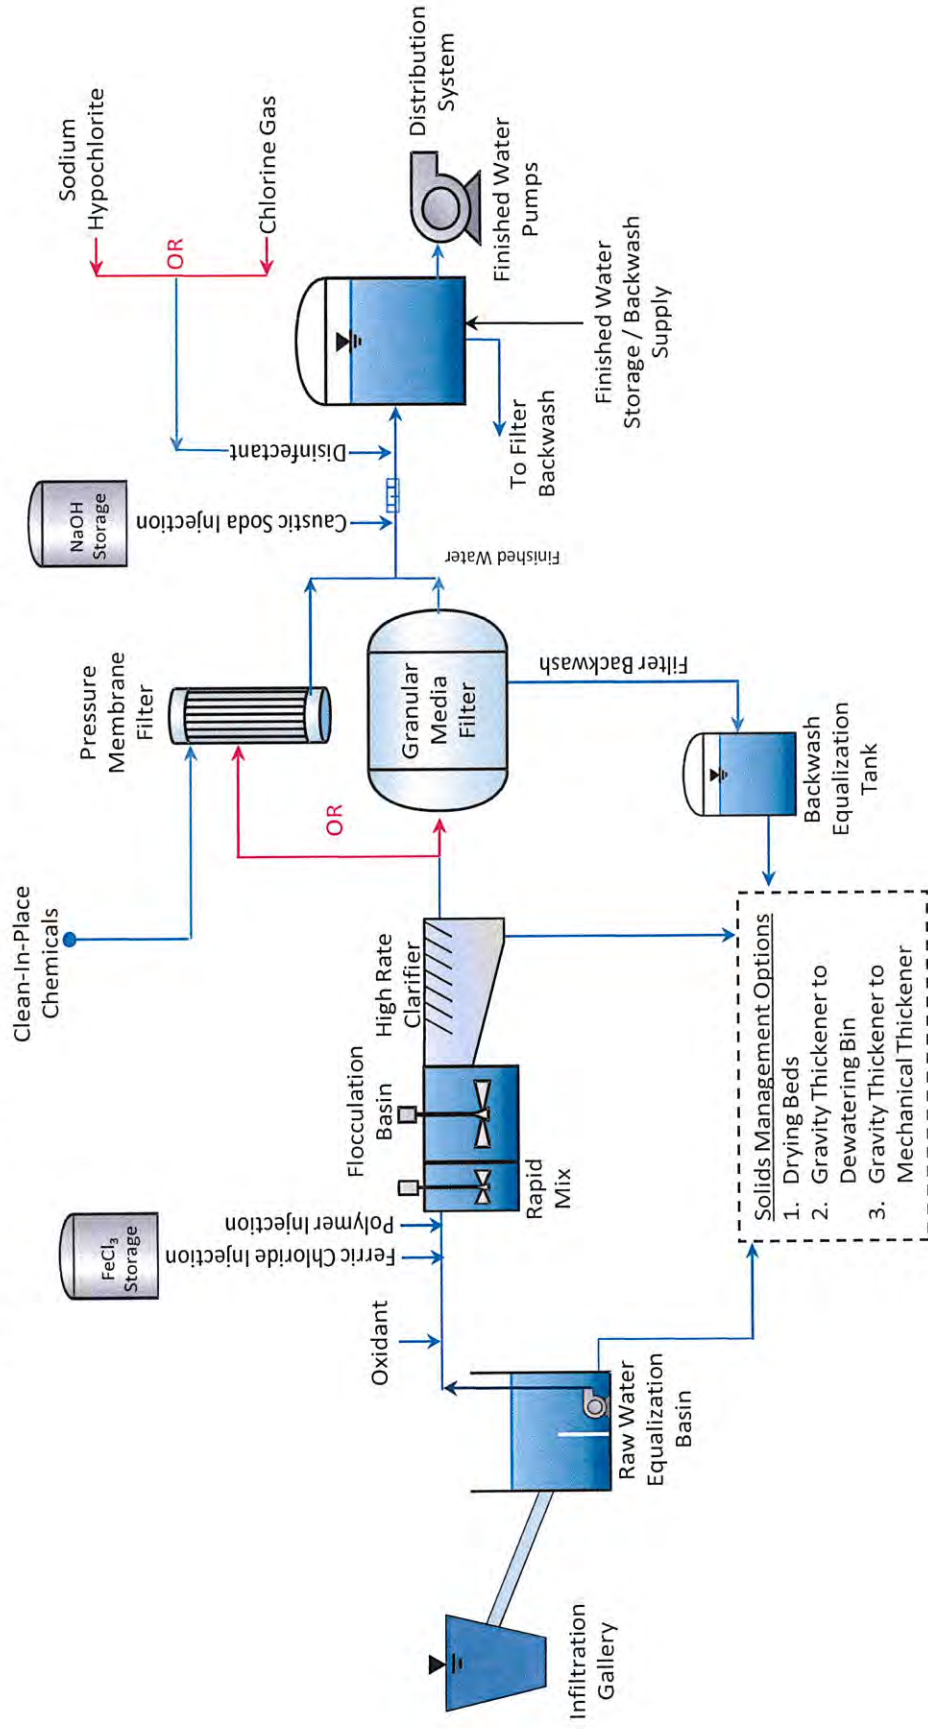 Infiltration
Gallery
Raw Water
Equalization
Basin
Oxidant
FeCl₃
Storage
Ferric Chloride Injection
Polymer Injection
Rapid
Mix
Flocculation
Basin
High Rate
Clarifier
Clean-In-Place
Chemicals
OR
Pressure
Membrane
Filter
Granular
Media
Filter
Filter Backwash
Backwash
Equalization
Tank
Solids Management Options
1. Drying Beds
2. Gravity Thickener to
Dewatering Bin
3. Gravity Thickener to
Mechanical Thickener
Finished Water
NaOH
Storage
Caustic Soda Injection
Disinfectant
Sodium
Hypochlorite
OR
Chlorine Gas
To Filter
Backwash
Finished Water
Storage / Backwash
Supply
Finished Water
Pumps
Distribution
System